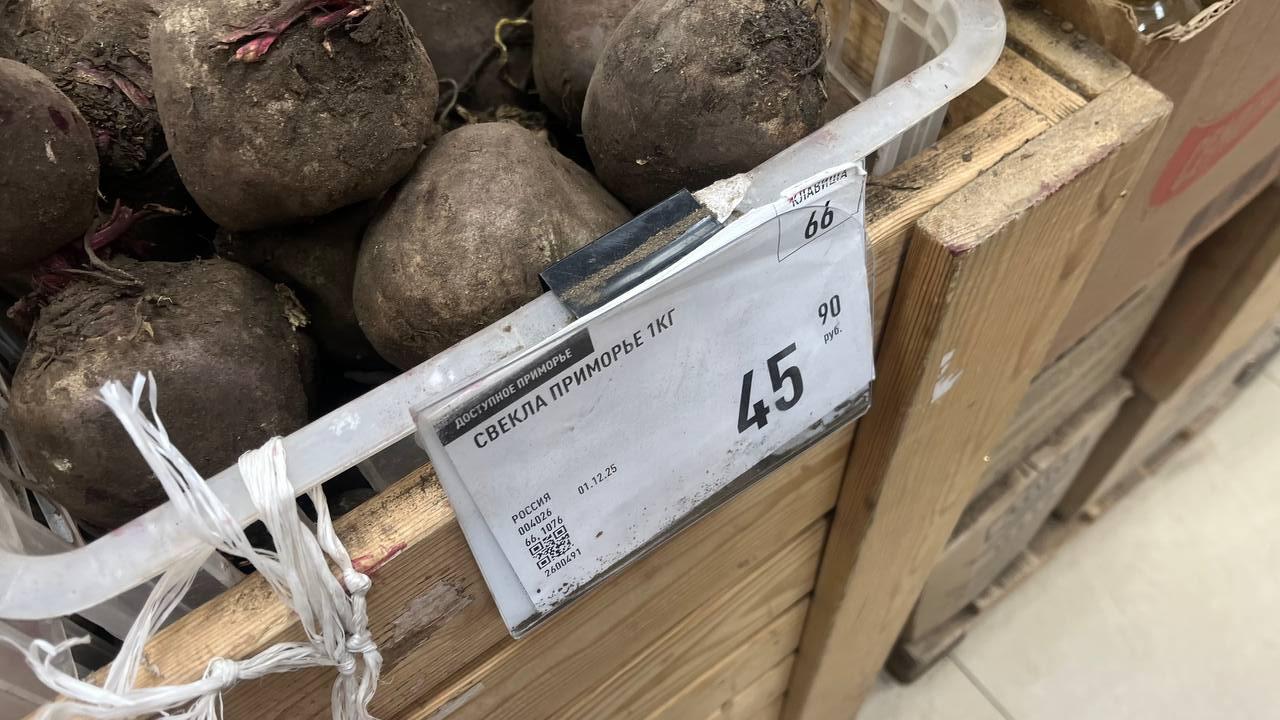 КЛАВИША
66
ДОСТУПНОЕ ПРИМОРЬЕ
СВЕКЛА ПРИМОРЬЕ 1КГ
45
90
руб.
РОССИЯ
01.12.25
004026
66, 1076
2600491